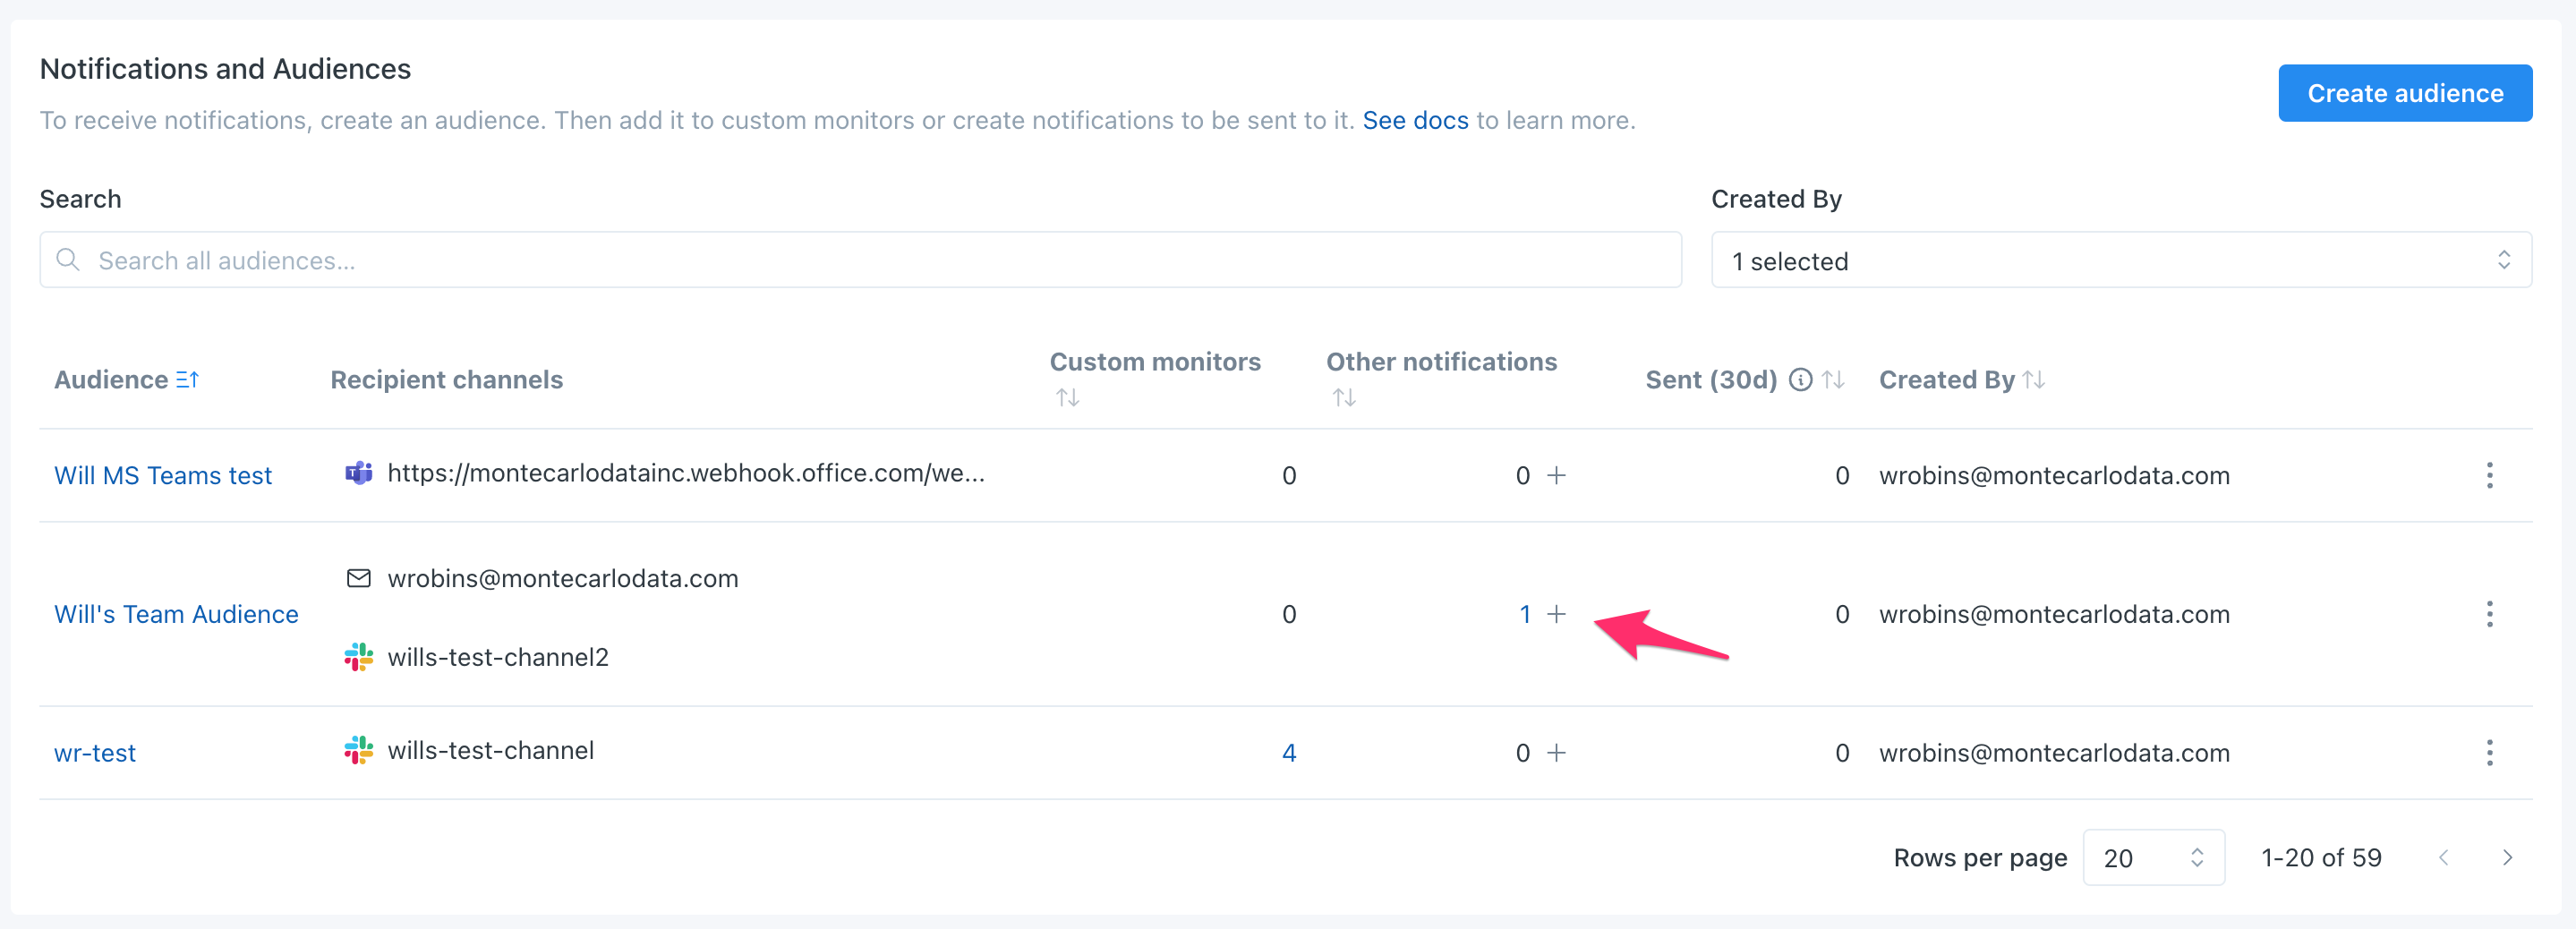 Notifications and Audiences
Create audience
To receive notifications, create an audience. Then add it to custom monitors or create notifications to be sent to it. See docs to learn more.
Search
Created By
Search all audiences...
1 selected
Audience Recipient channels Custom monitors Other notifications Sent (30d) Created By
Will MS Teams test https://montecarlodatainc.webhook.office.com/we... 0 0 + 0 wrobins@montecarlodata.com
wrobins@montecarlodata.com
Will's Team Audience 0 1 + 0 wrobins@montecarlodata.com
wills-test-channel2
wr-test wills-test-channel 4 0 + 0 wrobins@montecarlodata.com
Rows per page 20 1-20 of 59